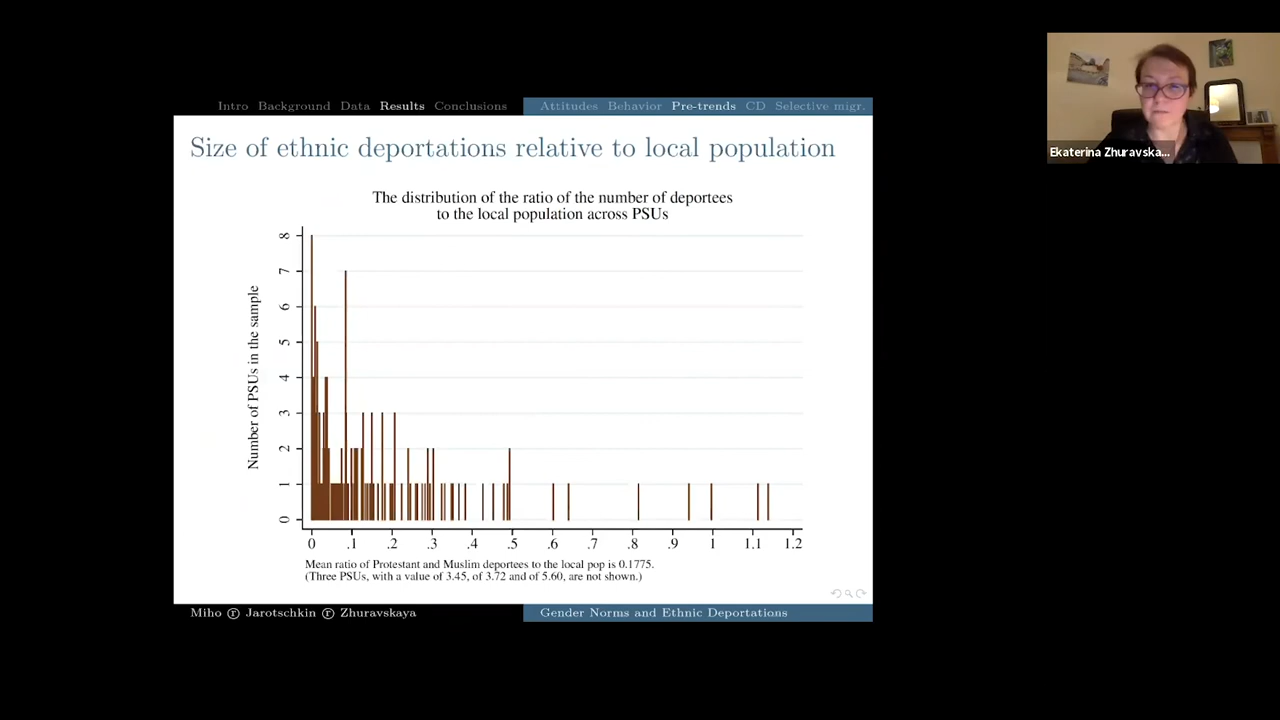 Intro Background Data Results Conclusions
Attitudes Behavior Pre-trends CD Selective migr.
Size of ethnic deportations relative to local population
The distribution of the ratio of the number of deportees
to the local population across PSUs
Number of PSUs in the sample
8
7
6
5
4
3
2
1
0
0 .1 .2 .3 .4 .5 .6 .7 .8 .9 1 1.1 1.2
Mean ratio of Protestant and Muslim deportees to the local pop is 0.1775.
(Three PSUs, with a value of 3.45, of 3.72 and of 5.60, are not shown.)
Miho ⓡ Jarotschkin ⓡ Zhuravskaya
Gender Norms and Ethnic Deportations
Ekaterina Zhuravska...